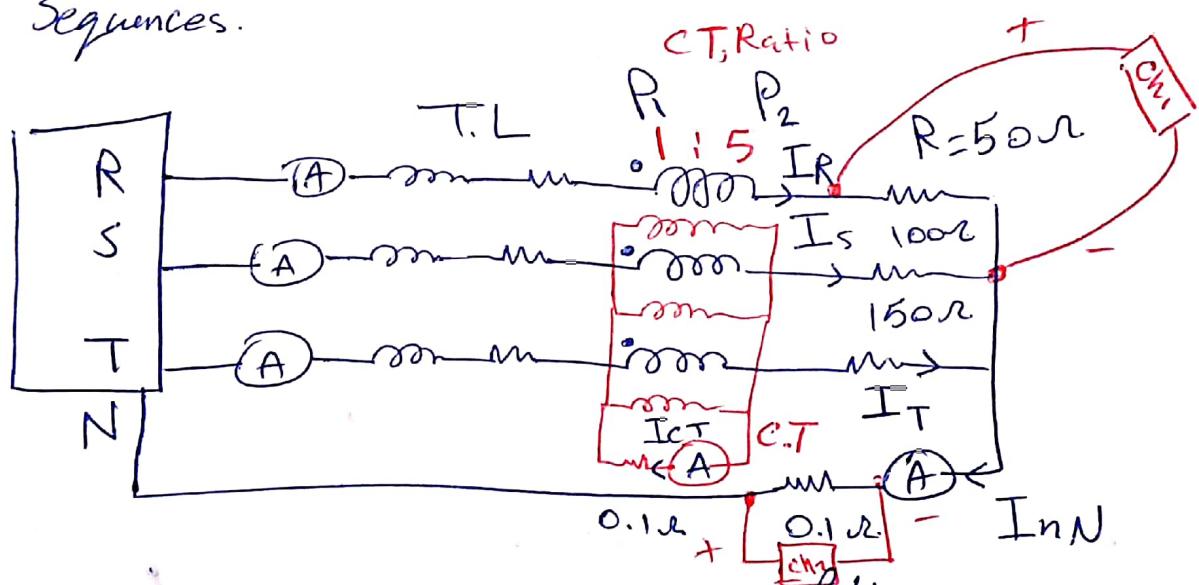 Sequences.
CT, Ratio
+
P1 P2
T.L
1 : 5
Ch1
R
A
IR
R=50Ω
S
A
Is
100Ω
−
150Ω
T
A
IT
N
ICT
A
C.T
A
0.1Ω
0.1Ω
−
InN
+
ch2